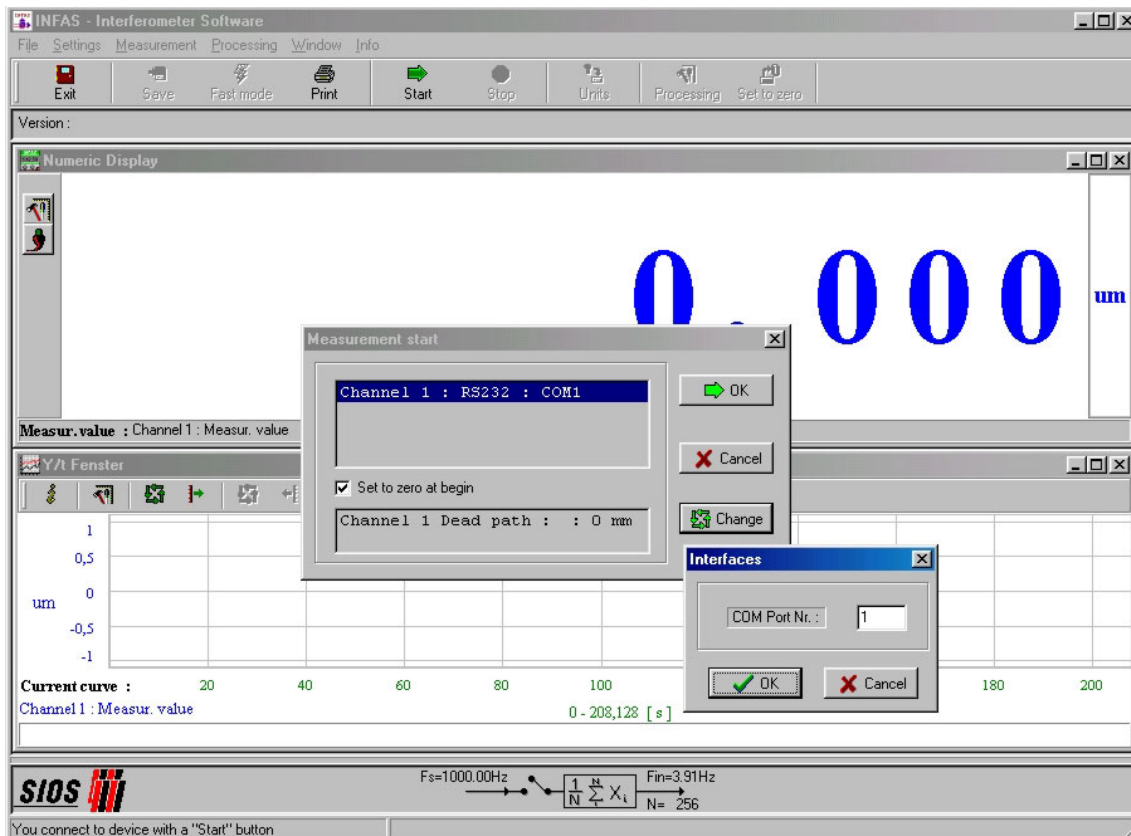 INFAS - Interferometer Software
File Settings Measurement Processing Window Info
Exit Save Fast mode Print Start Stop Units Processing Set to zero
Version :
Numeric Display
0.000
um
Measur.value : Channel 1 : Measur. value
Measurement start
Channel 1 : RS232 : COM1
OK
Cancel
Set to zero at begin
Channel 1 Dead path : : 0 mm
Change
Interfaces
COM Port Nr. :
1
OK
Cancel
Y/t Fenster
1
0,5
um
0
-0,5
-1
Current curve :
20 40 60 80 100 180 200
Channel 1 : Measur. value
0 - 208,128 [ s ]
SIOS
Fs=1000.00Hz
1/N N Σ 1 Xi
Fin=3.91Hz
N= 256
You connect to device with a "Start" button